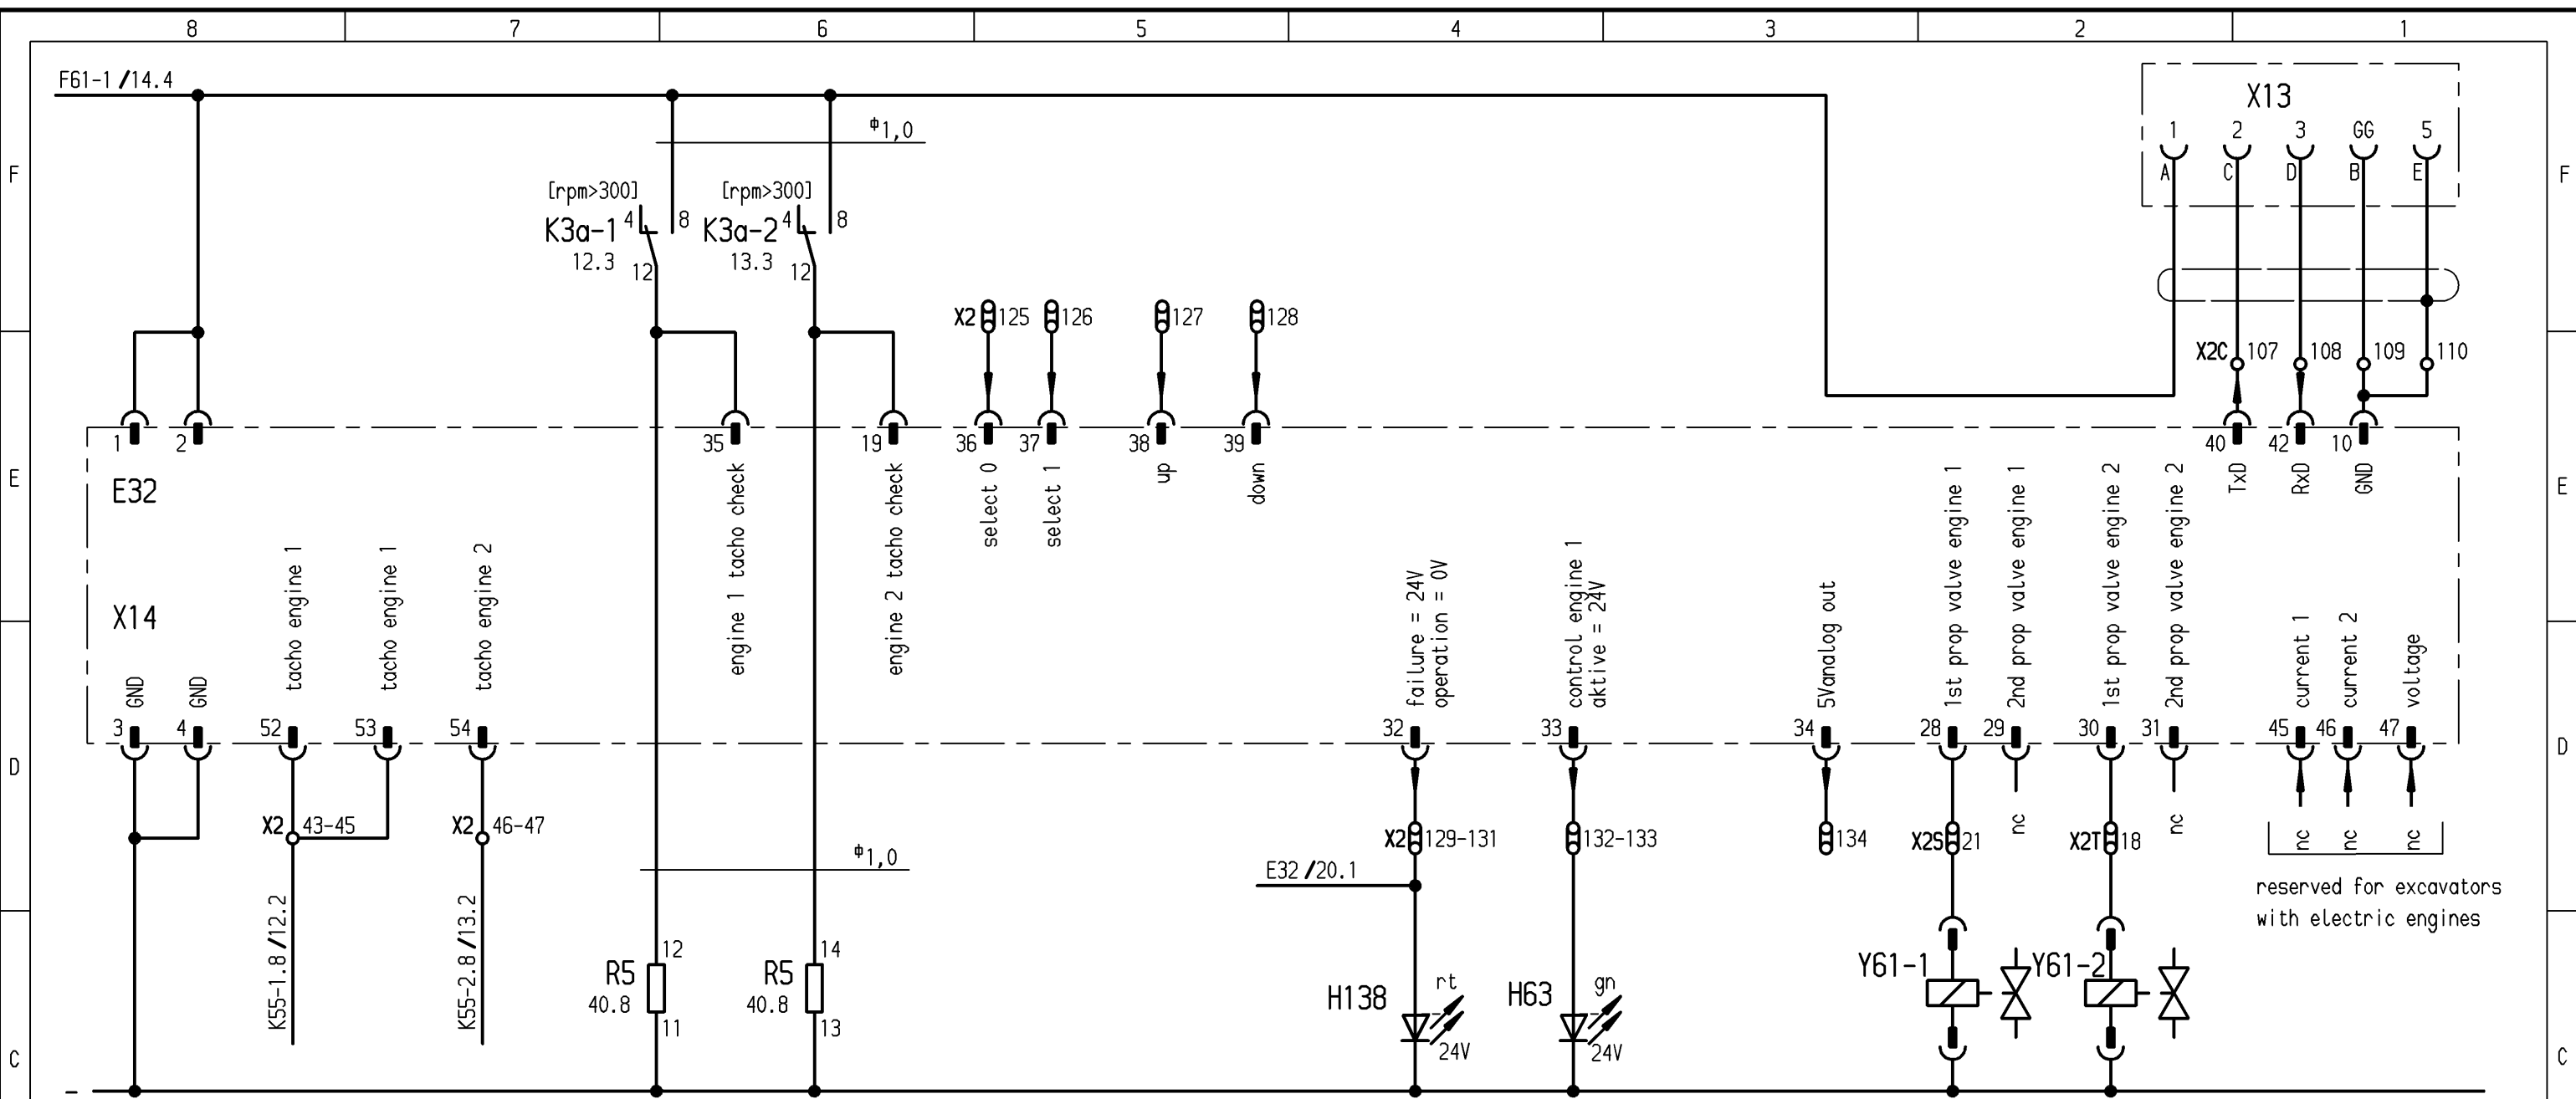 8 7 6 5 4 3 2 1
F61-1 /14.4
X13
⌽1,0
1 2 3 GG 5
F F
A C D B E
[rpm>300] [rpm>300]
4 8 4 8
K3a-1 K3a-2
12.3 12 13.3 12
X2 125 126 127 128
X2C 107 108 109 110
1 2 35 19 36 37 38 39 40 42 10
E E
E32
engine 1 tacho check
engine 2 tacho check
select 0
select 1
up
down
TxD
RxD
GND
X14
GND
GND
tacho engine 1
tacho engine 1
tacho engine 2
failure = 24V
operation = 0V
control engine 1
aktive = 24V
5Vanalog out
1st prop valve engine 1
2nd prop valve engine 1
1st prop valve engine 2
2nd prop valve engine 2
current 1
current 2
voltage
3 4 52 53 54 32 33 34 28 29 30 31 45 46 47
D D
X2 43-45 X2 46-47 X2 129-131 132-133 134 X2S 21 nc X2T 18 nc nc nc nc
⌽1,0
E32 /20.1
reserved for excavators
with electric engines
K55-1.8 /12.2
K55-2.8 /13.2
12 14
R5 R5
40.8 40.8
11 13
H138 rt
24V
H63 gn
24V
Y61-1 Y61-2
C C
-